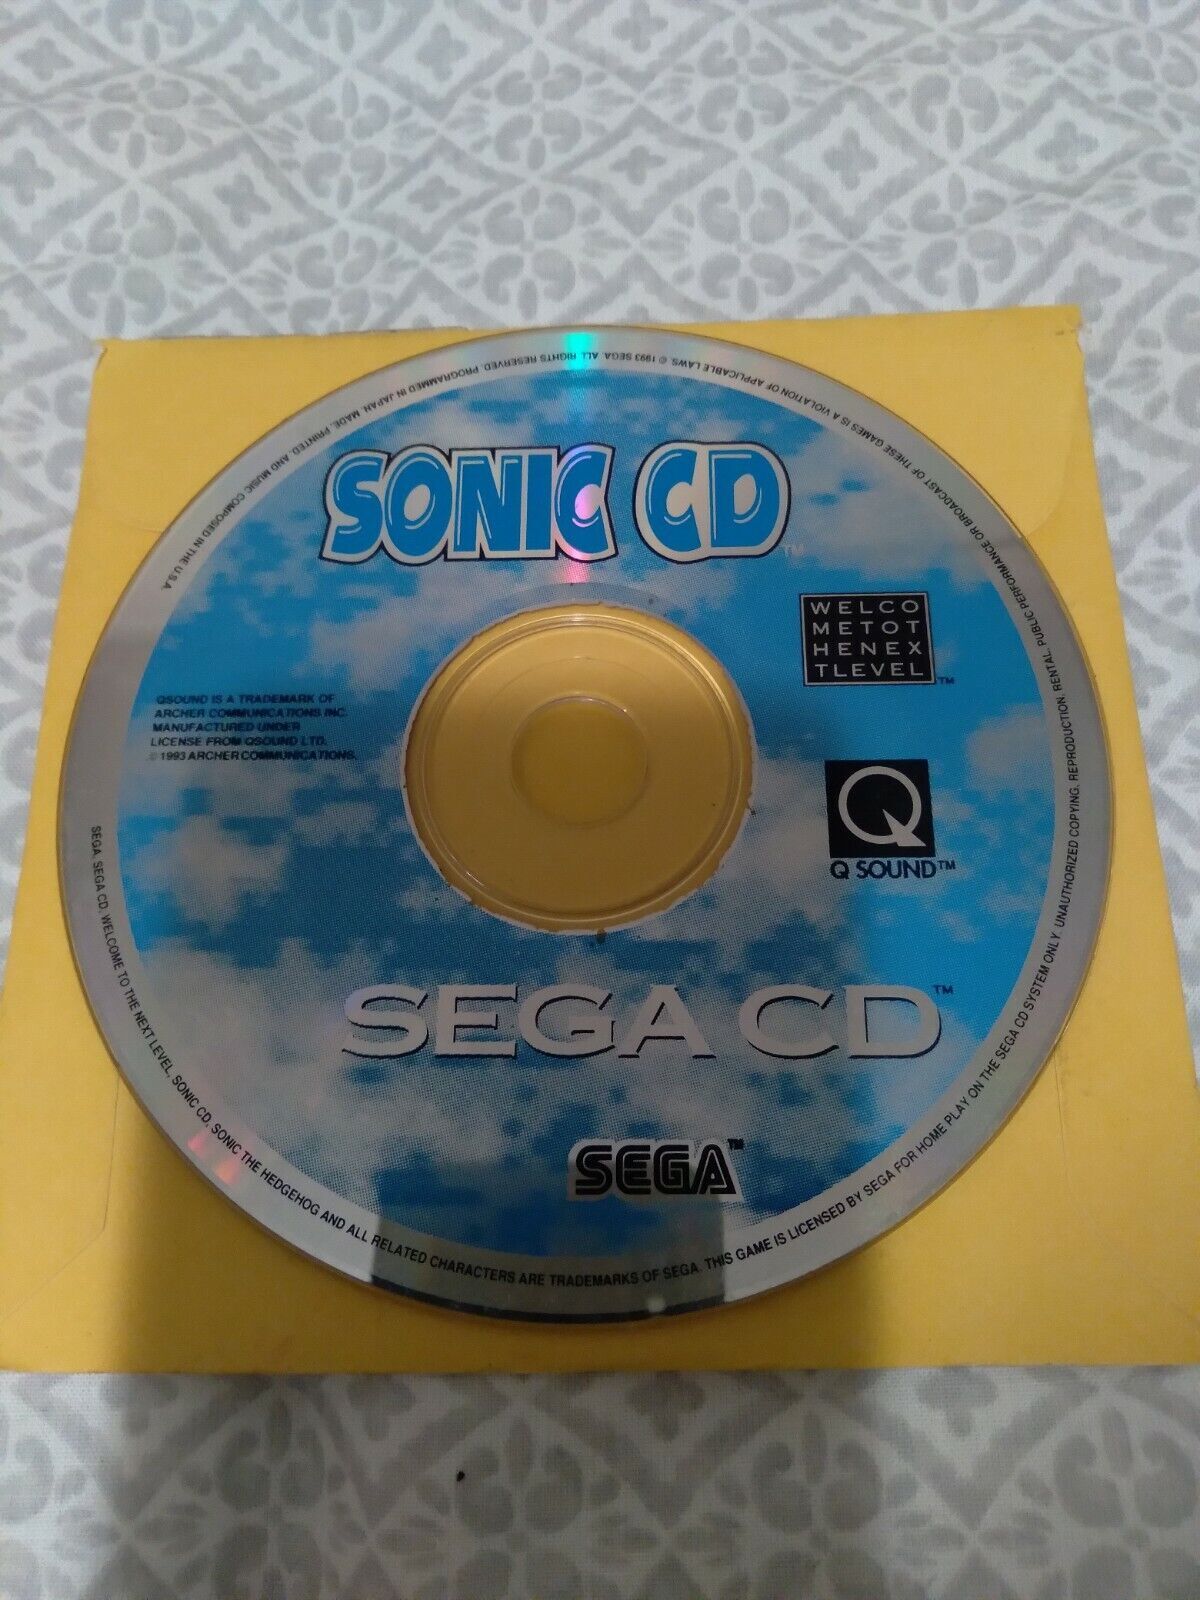 SONIC CD™
WELCO
METOT
HENEX
TLEVEL™
QSOUND IS A TRADEMARK OF
ARCHER COMMUNICATIONS INC.
MANUFACTURED UNDER
LICENSE FROM QSOUND LTD.
©1993 ARCHER COMMUNICATIONS.
Q SOUND™
SEGA CD™
SEGA™
SEGA, SEGA CD, WELCOME TO THE NEXT LEVEL, SONIC CD, SONIC THE HEDGEHOG AND ALL RELATED CHARACTERS ARE TRADEMARKS OF SEGA. THIS GAME IS LICENSED BY SEGA FOR HOME PLAY ON THE SEGA CD SYSTEM ONLY. UNAUTHORIZED COPYING, REPRODUCTION, RENTAL, PUBLIC PERFORMANCE OR BROADCAST OF THESE GAMES IS A VIOLATION OF APPLICABLE LAWS. © 1993 SEGA. ALL RIGHTS RESERVED. PROGRAMMED IN JAPAN. MADE, PRINTED, AND MUSIC COMPOSED IN THE U.S.A.